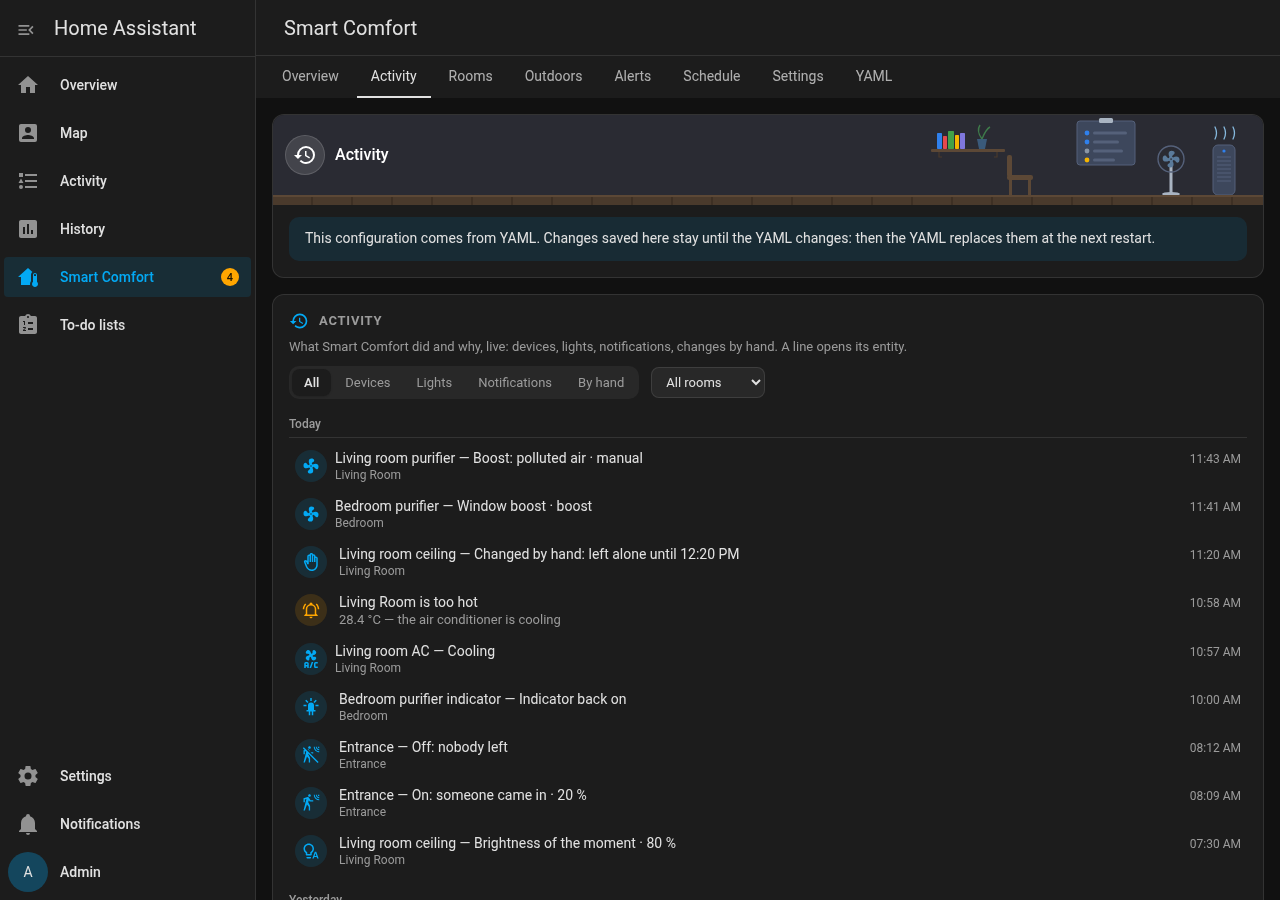 Home Assistant
Smart Comfort
Overview
Map
Activity
History
Smart Comfort
4
To-do lists
Settings
Notifications
A
Admin
Overview
Activity
Rooms
Outdoors
Alerts
Schedule
Settings
YAML
Activity
This configuration comes from YAML. Changes saved here stay until the YAML changes: then the YAML replaces them at the next restart.
ACTIVITY
What Smart Comfort did and why, live: devices, lights, notifications, changes by hand. A line opens its entity.
All
Devices
Lights
Notifications
By hand
All rooms
Today
Living room purifier — Boost: polluted air · manual
Living Room
11:43 AM
Bedroom purifier — Window boost · boost
Bedroom
11:41 AM
Living room ceiling — Changed by hand: left alone until 12:20 PM
Living Room
11:20 AM
Living Room is too hot
28.4 °C — the air conditioner is cooling
10:58 AM
A/C
Living room AC — Cooling
Living Room
10:57 AM
Bedroom purifier indicator — Indicator back on
Bedroom
10:00 AM
Entrance — Off: nobody left
Entrance
08:12 AM
Entrance — On: someone came in · 20 %
Entrance
08:09 AM
Living room ceiling — Brightness of the moment · 80 %
Living Room
07:30 AM
Yesterday